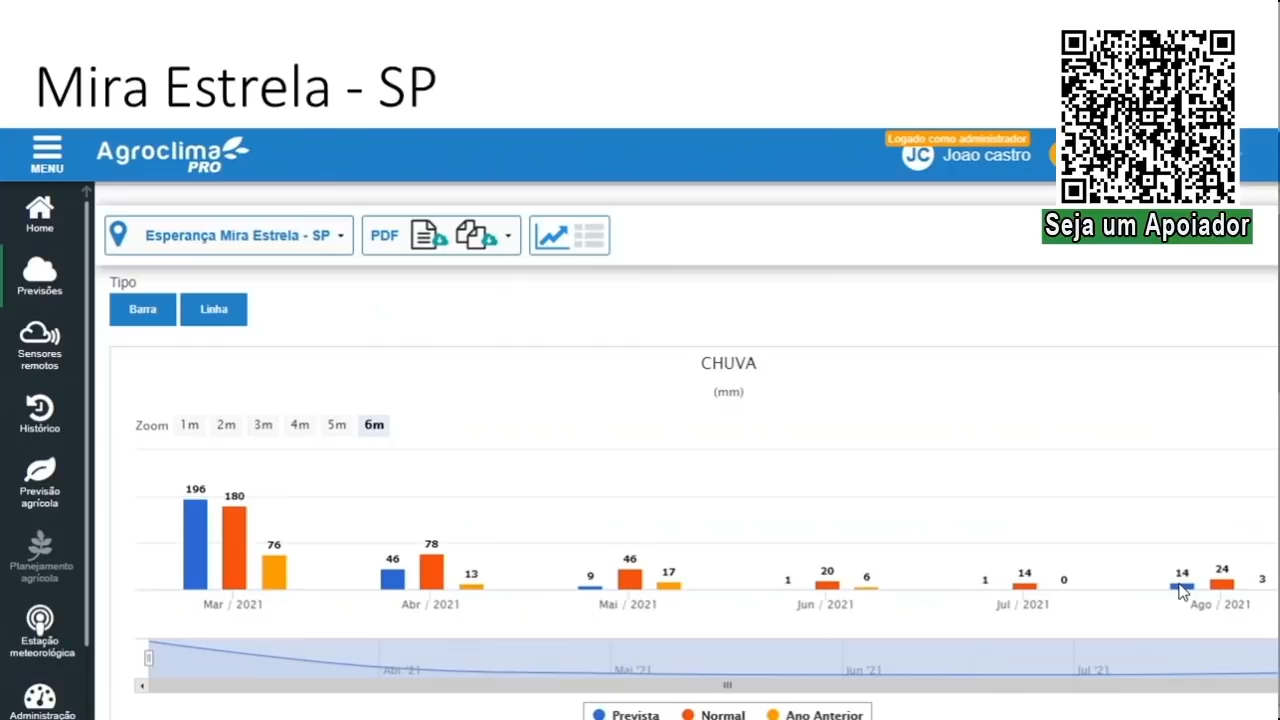 Mira Estrela - SP
Seja um Apoiador
MENU
Agroclima
PRO
Logado como administrador
JC
Joao castro
Home
Previsões
Sensores
remotos
Histórico
Previsão
agrícola
Planejamento
agrícola
Estação
meteorológica
Administração
Esperança Mira Estrela - SP
PDF
Tipo
Barra
Linha
CHUVA
(mm)
Zoom 1m 2m 3m 4m 5m 6m
196 180 76
46 78 13
9 46 17
1 20 6
1 14 0
14 24 3
Mar / 2021 Abr / 2021 Mai / 2021 Jun / 2021 Jul / 2021 Ago / 2021
Abr '21 Mai '21 Jun '21 Jul '21
Prevista Normal Ano Anterior